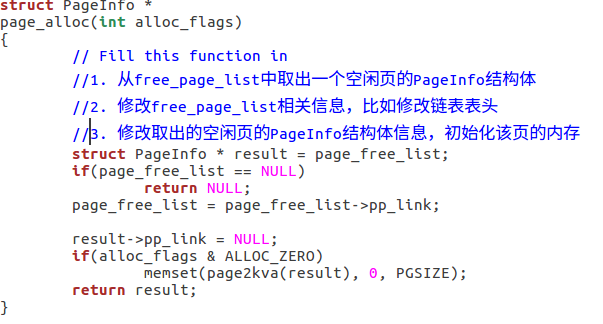 struct PageInfo *
page_alloc(int alloc_flags)
{
// Fill this function in
//1. 从free_page_list中取出一个空闲页的PageInfo结构体
//2. 修改free_page_list相关信息，比如修改链表表头
//3. 修改取出的空闲页的PageInfo结构体信息，初始化该页的内存
struct PageInfo * result = page_free_list;
if(page_free_list == NULL)
return NULL;
page_free_list = page_free_list->pp_link;
result->pp_link = NULL;
if(alloc_flags & ALLOC_ZERO)
memset(page2kva(result), 0, PGSIZE);
return result;
}